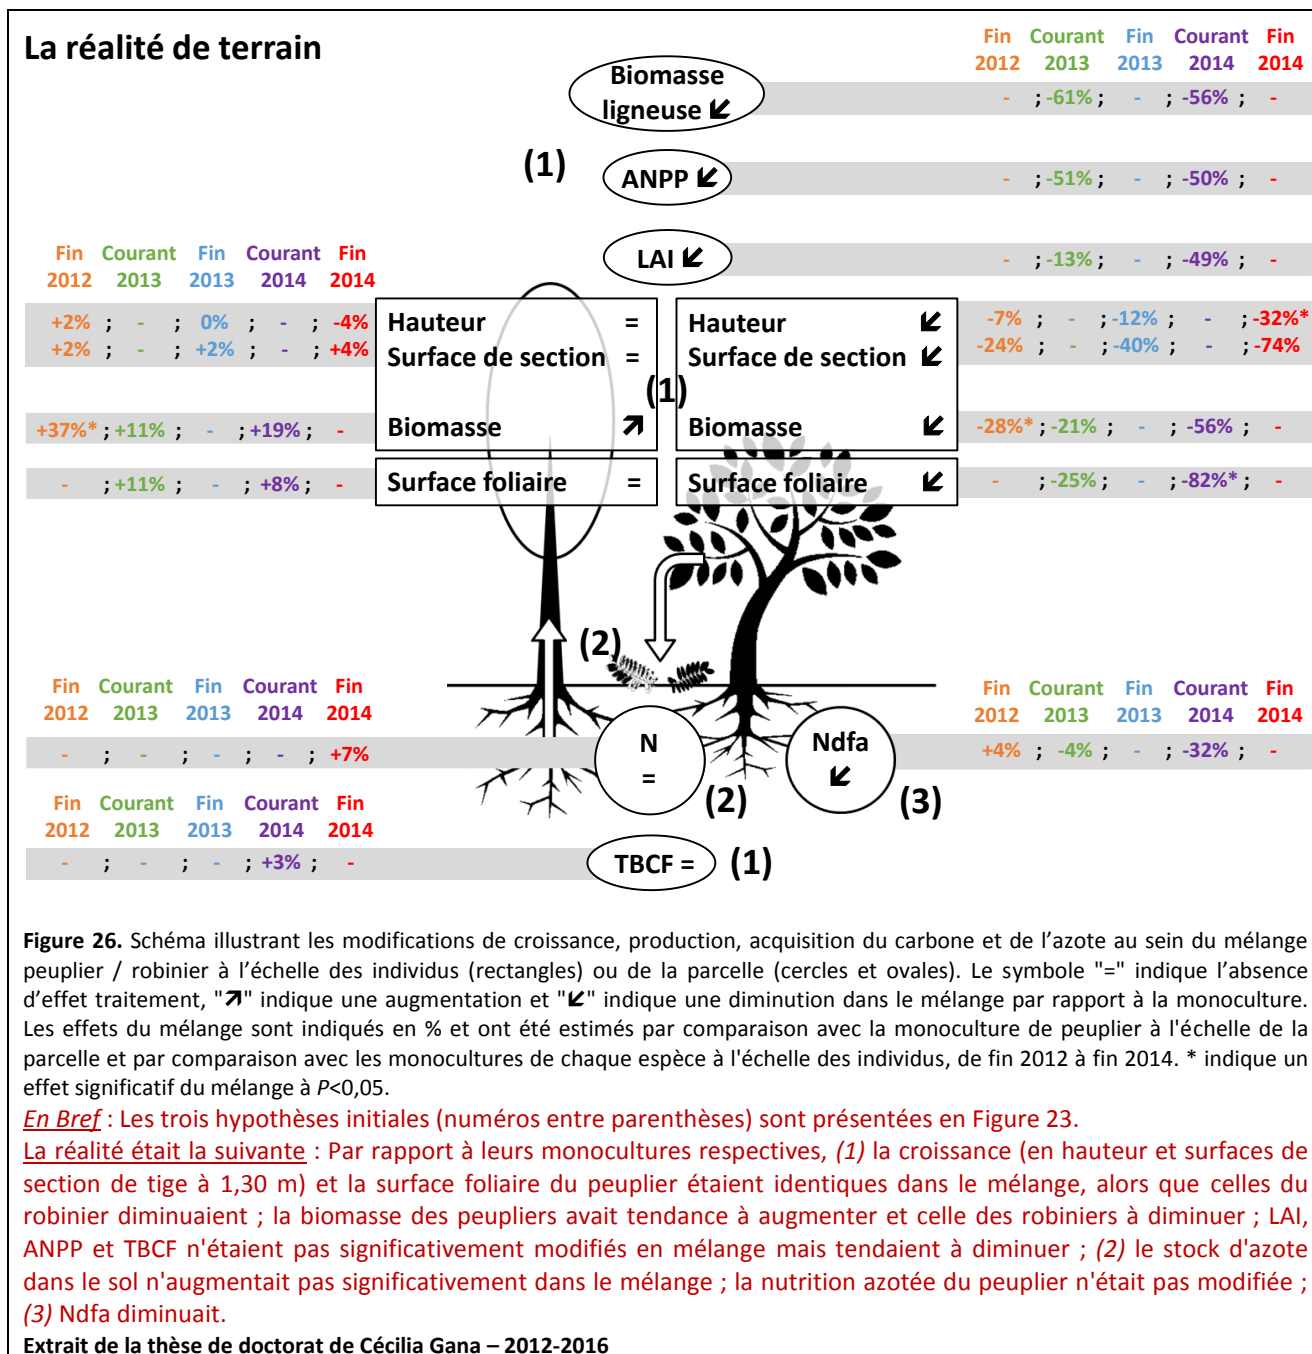 La réalité de terrain
Fin Courant Fin Courant Fin
2012 2013 2013 2014 2014
Biomasse
ligneuse ↙
- ; -61% ; - ; -56% ; -
(1)
ANPP ↙
- ; -51% ; - ; -50% ; -
LAI ↙
- ; -13% ; - ; -49% ; -
Fin Courant Fin Courant Fin
2012 2013 2013 2014 2014
+2% ; - ; 0% ; - ; -4%
+2% ; - ; +2% ; - ; +4%
+37%* ; +11% ; - ; +19% ; -
- ; +11% ; - ; +8% ; -
Hauteur =
Surface de section =
Biomasse ↗
Surface foliaire =
(1)
Hauteur ↙
Surface de section ↙
Biomasse ↙
Surface foliaire ↙
-7% ; - ; -12% ; - ; -32%*
-24% ; - ; -40% ; - ; -74%
-28%* ; -21% ; - ; -56% ; -
- ; -25% ; - ; -82%* ; -
(2)
Fin Courant Fin Courant Fin
2012 2013 2013 2014 2014
- ; - ; - ; - ; +7%
N
=
(2)
Ndfa
↙
(3)
Fin Courant Fin Courant Fin
2012 2013 2013 2014 2014
+4% ; -4% ; - ; -32% ; -
Fin Courant Fin Courant Fin
2012 2013 2013 2014 2014
- ; - ; - ; +3% ; -
TBCF =
(1)
Figure 26. Schéma illustrant les modifications de croissance, production, acquisition du carbone et de l'azote au sein du mélange
peuplier / robinier à l'échelle des individus (rectangles) ou de la parcelle (cercles et ovales). Le symbole "=" indique l'absence
d'effet traitement, "↗" indique une augmentation et "↙" indique une diminution dans le mélange par rapport à la monoculture.
Les effets du mélange sont indiqués en % et ont été estimés par comparaison avec la monoculture de peuplier à l'échelle de la
parcelle et par comparaison avec les monocultures de chaque espèce à l'échelle des individus, de fin 2012 à fin 2014. * indique un
effet significatif du mélange à P<0,05.
En Bref : Les trois hypothèses initiales (numéros entre parenthèses) sont présentées en Figure 23.
La réalité était la suivante : Par rapport à leurs monocultures respectives, (1) la croissance (en hauteur et surfaces de
section de tige à 1,30 m) et la surface foliaire du peuplier étaient identiques dans le mélange, alors que celles du
robinier diminuaient ; la biomasse des peupliers avait tendance à augmenter et celle des robiniers à diminuer ; LAI,
ANPP et TBCF n'étaient pas significativement modifiés en mélange mais tendaient à diminuer ; (2) le stock d'azote
dans le sol n'augmentait pas significativement dans le mélange ; la nutrition azotée du peuplier n'était pas modifiée ;
(3) Ndfa diminuait.
Extrait de la thèse de doctorat de Cécilia Gana – 2012-2016